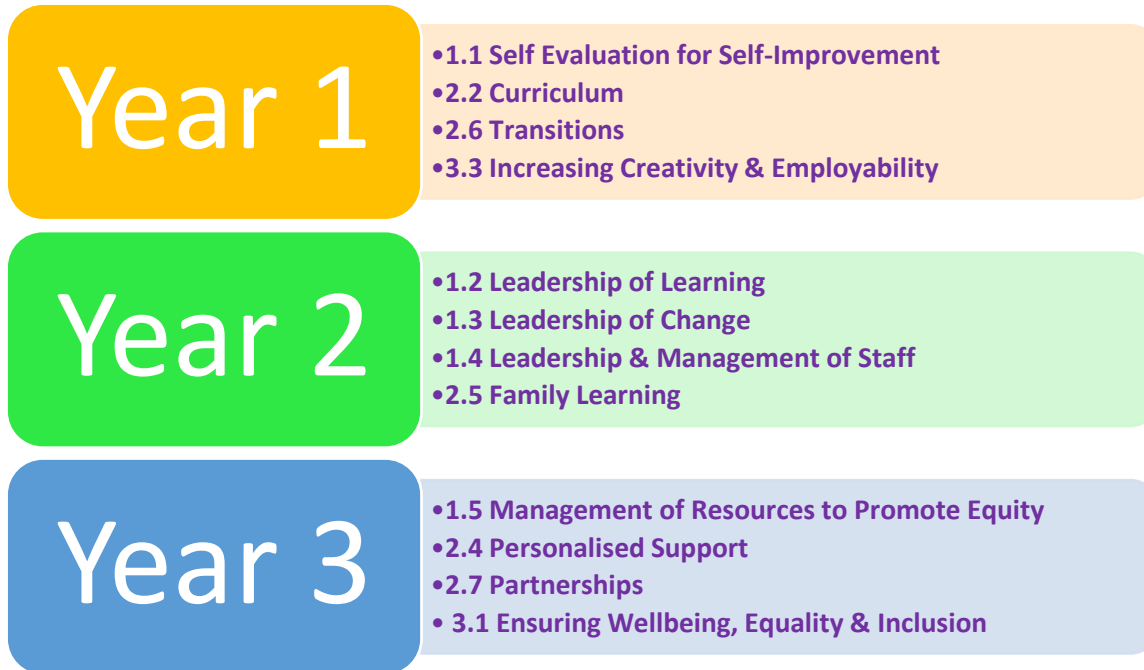 Year 1
•1.1 Self Evaluation for Self-Improvement
•2.2 Curriculum
•2.6 Transitions
•3.3 Increasing Creativity & Employability
Year 2
•1.2 Leadership of Learning
•1.3 Leadership of Change
•1.4 Leadership & Management of Staff
•2.5 Family Learning
Year 3
•1.5 Management of Resources to Promote Equity
•2.4 Personalised Support
•2.7 Partnerships
• 3.1 Ensuring Wellbeing, Equality & Inclusion